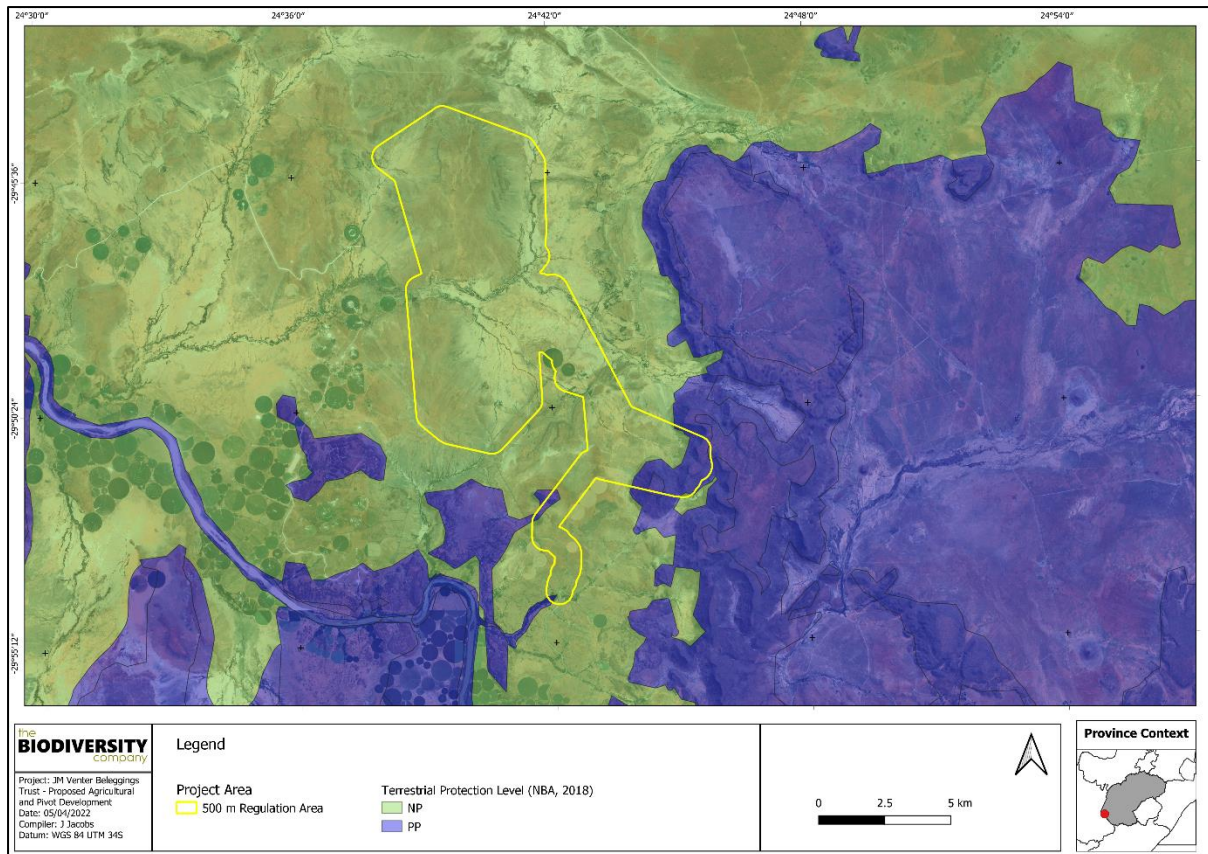 24°30'0"
24°36'0"
24°42'0"
24°48'0"
24°54'0"
-29°45'36"
-29°50'24"
-29°55'12"
the
BIODIVERSITY
company
Project: JM Venter Beleggings
Trust - Proposed Agricultural
and Pivot Development
Date: 05/04/2022
Compiler: J Jacobs
Datum: WGS 84 UTM 34S
Legend
Project Area
500 m Regulation Area
Terrestrial Protection Level (NBA, 2018)
NP
PP
0 2.5 5 km
Province Context